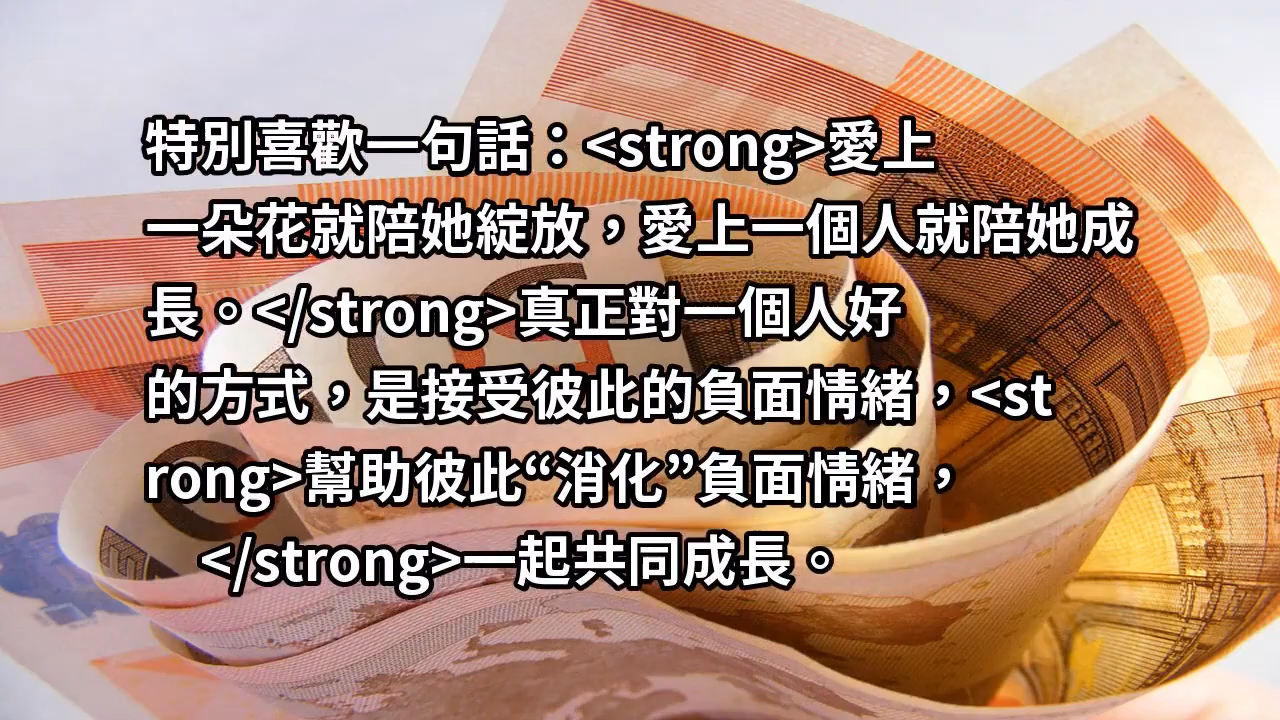 特別喜歡一句話：<strong>愛上
一朵花就陪她綻放，愛上一個人就陪她成
長。</strong>真正對一個人好
的方式，是接受彼此的負面情緒，<st
rong>幫助彼此“消化”負面情緒，
</strong>一起共同成長。